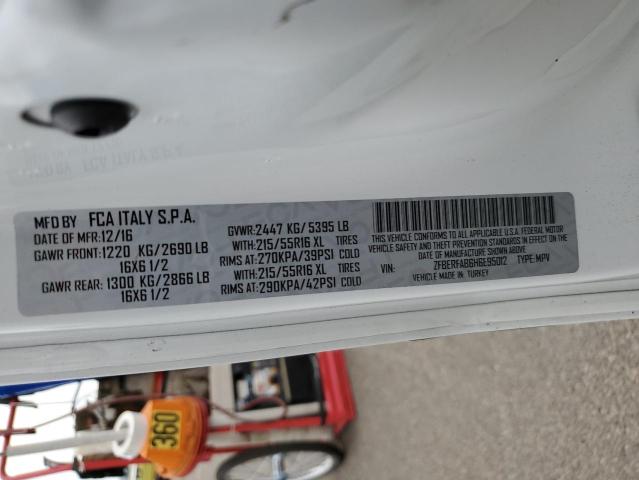 MFD BY FCA ITALY S.P.A.
DATE OF MFR:12/16
GAWR FRONT:1220 KG/2690 LB
16X6 1/2
GAWR REAR:1300 KG/2866 LB
16X6 1/2
GVWR:2447 KG/5395 LB
WITH:215/55R16 XL TIRES
RIMS AT:270KPA/39PSI COLD
WITH:215/55R16 XL TIRES
RIMS AT:290KPA/42PSI COLD
THIS VEHICLE CONFORMS TO ALL APPLICABLE U.S.A. FEDERAL MOTOR
VEHICLE SAFETY AND THEFT PREVENTION STANDARDS IN EFFECT ON THE
DATE OF MANUFACTURE SHOWN ABOVE.
VIN: ZFBERFAB6H6E95012 TYPE:MPV
VEHICLE MADE IN: TURKEY
360